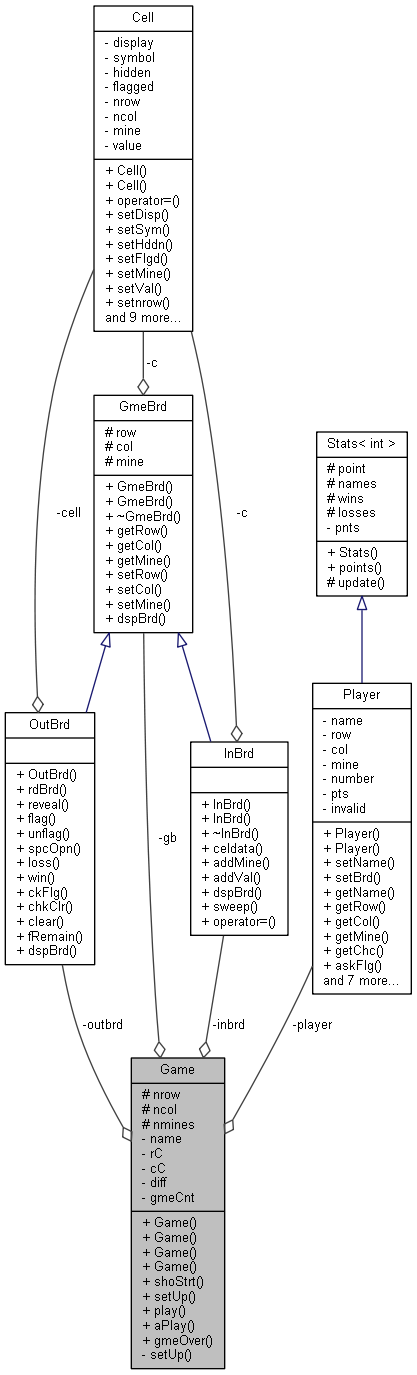 Cell
- display
- symbol
- hidden
- flagged
- nrow
- ncol
- mine
- value
+ Cell()
+ Cell()
+ operator=()
+ setDisp()
+ setSym()
+ setHddn()
+ setFlgd()
+ setMine()
+ setVal()
+ setnrow()
and 9 more...
-c
GmeBrd
# row
# col
# mine
+ GmeBrd()
+ GmeBrd()
+ ~GmeBrd()
+ getRow()
+ getCol()
+ getMine()
+ setRow()
+ setCol()
+ setMine()
+ dspBrd()
-cell
-c
Stats< int >
# point
# names
# wins
# losses
- pnts
+ Stats()
+ points()
# update()
OutBrd
+ OutBrd()
+ rdBrd()
+ reveal()
+ flag()
+ unflag()
+ spcOpn()
+ loss()
+ win()
+ ckFlg()
+ chkClr()
+ clear()
+ fRemain()
+ dspBrd()
-gb
InBrd
+ InBrd()
+ InBrd()
+ ~InBrd()
+ celdata()
+ addMine()
+ addVal()
+ dspBrd()
+ sweep()
+ operator=()
Player
- name
- row
- col
- mine
- number
- pts
- invalid
+ Player()
+ Player()
+ setName()
+ setBrd()
+ getName()
+ getRow()
+ getCol()
+ getMine()
+ getChc()
+ askFlg()
and 7 more...
-outbrd
-inbrd
-player
Game
# nrow
# ncol
# nmines
- name
- rC
- cC
- diff
- gmeCnt
+ Game()
+ Game()
+ Game()
+ Game()
+ shoStrt()
+ setUp()
+ play()
+ aPlay()
+ gmeOver()
- setUp()